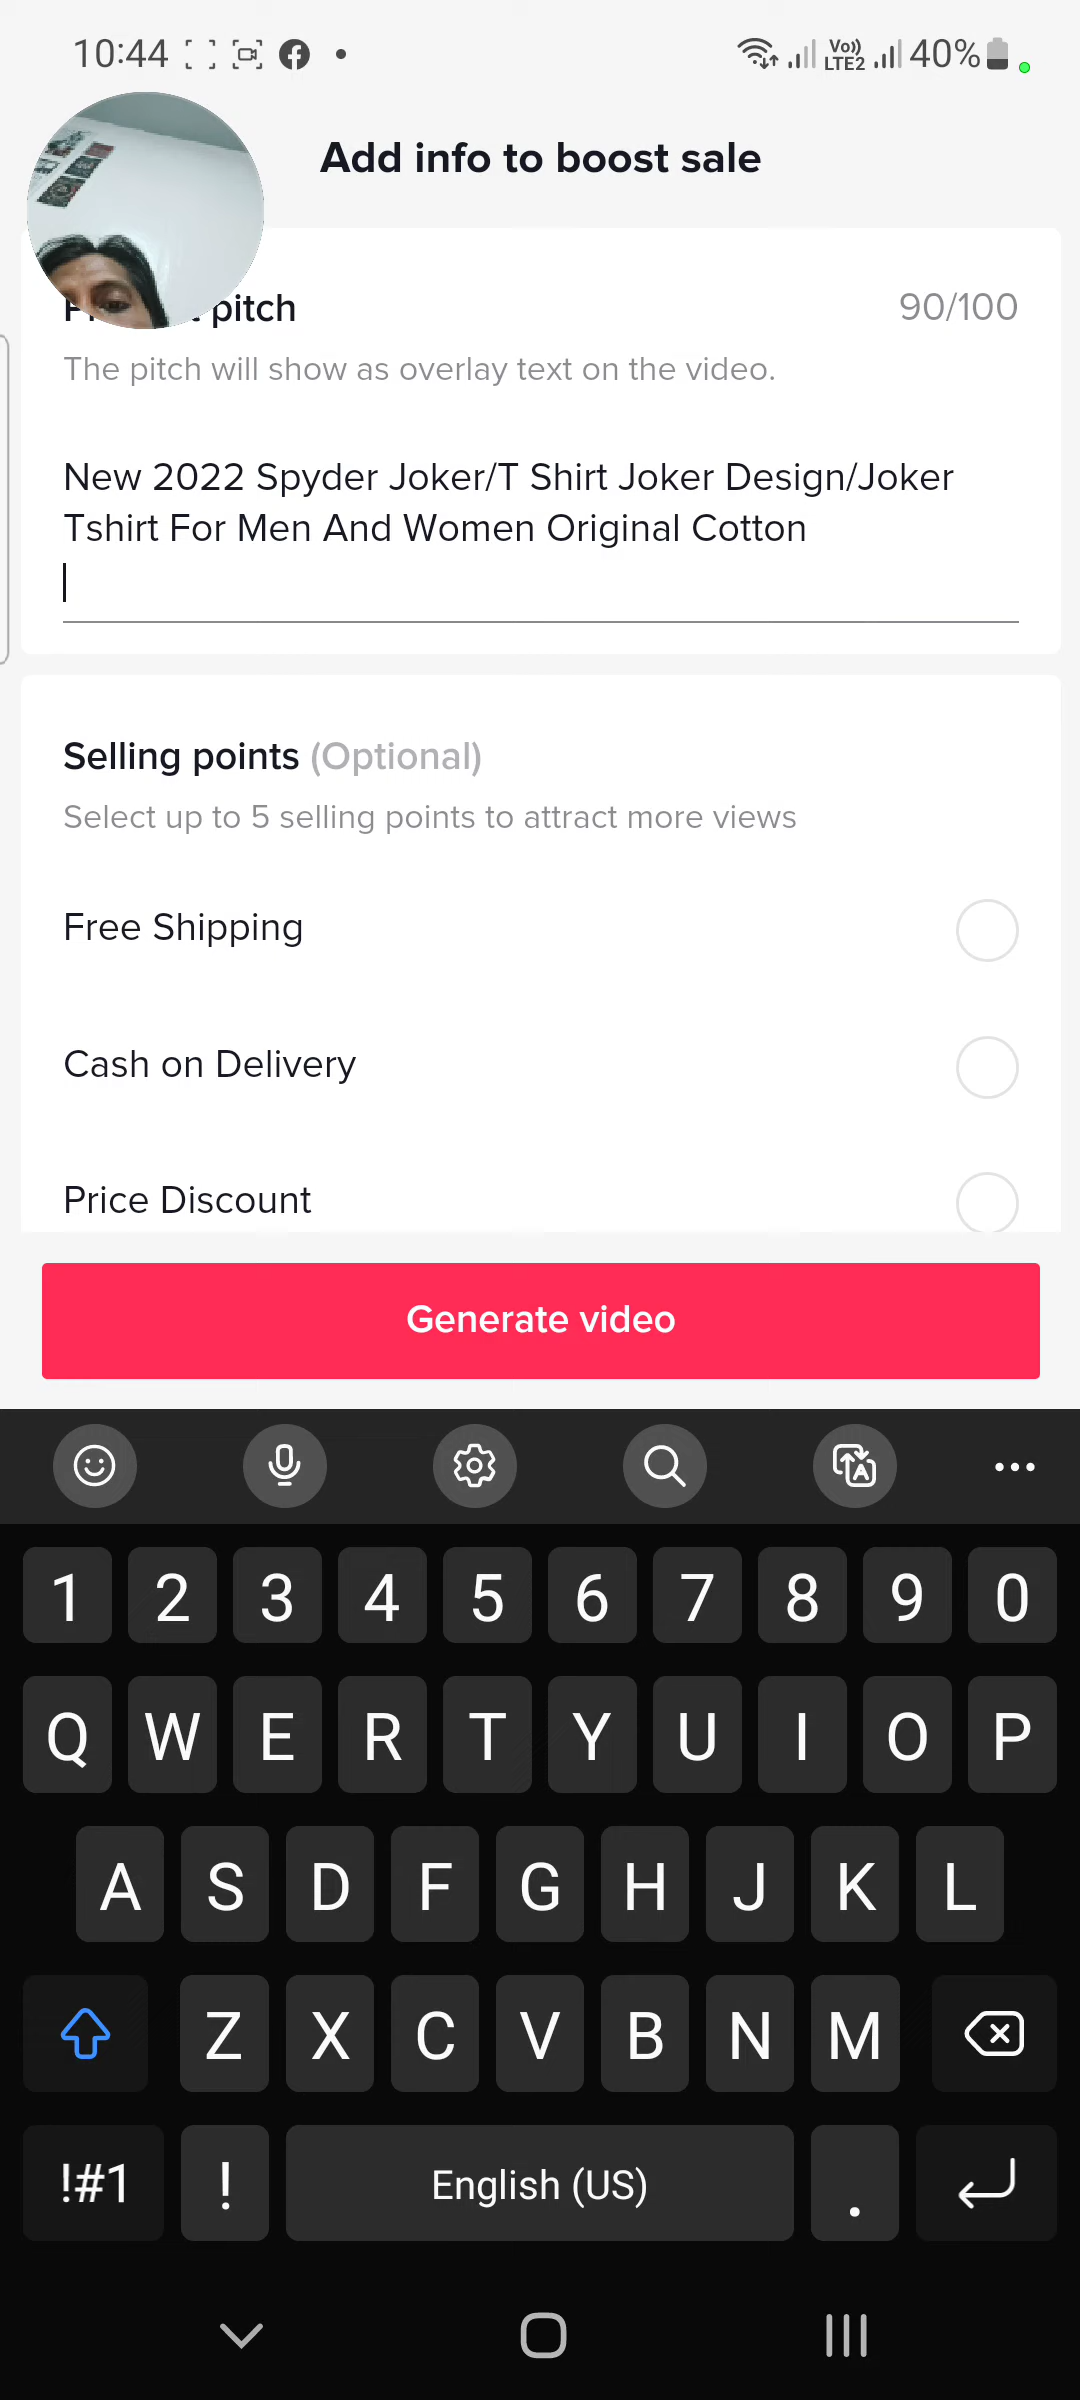 10:44
Vo))
LTE2
40%
Add info to boost sale
pitch
90/100
The pitch will show as overlay text on the video.
New 2022 Spyder Joker/T Shirt Joker Design/Joker
Tshirt For Men And Women Original Cotton
Selling points (Optional)
Select up to 5 selling points to attract more views
Free Shipping
Cash on Delivery
Price Discount
Generate video
1 2 3 4 5 6 7 8 9 0
Q W E R T Y U I O P
A S D F G H J K L
Z X C V B N M
!#1 ! English (US) .